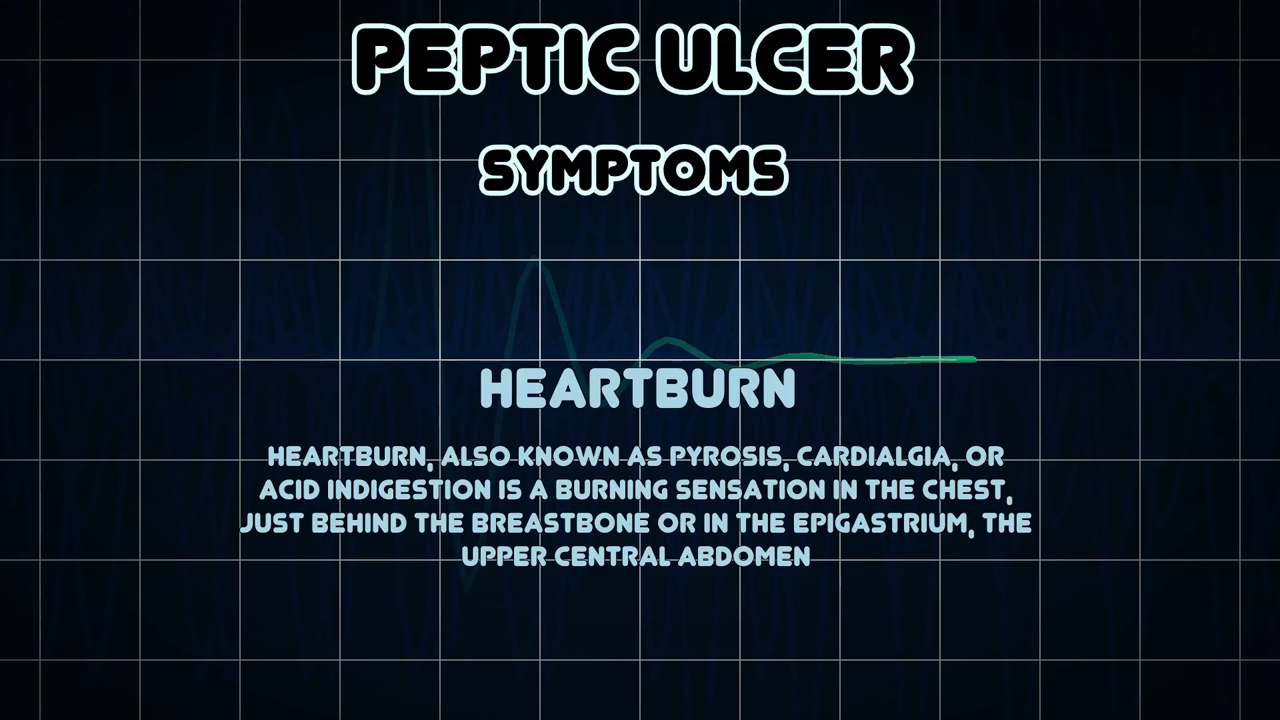 PEPTIC ULCER
SYMPTOMS
HEARTBURN
HEARTBURN, ALSO KNOWN AS PYROSIS, CARDIALGIA, OR
ACID INDIGESTION IS A BURNING SENSATION IN THE CHEST,
JUST BEHIND THE BREASTBONE OR IN THE EPIGASTRIUM, THE
UPPER CENTRAL ABDOMEN